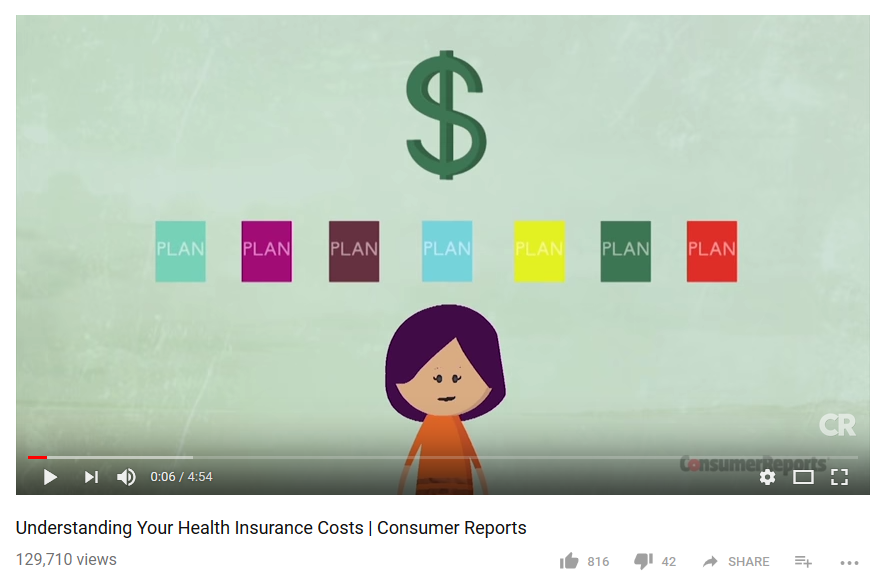 $
PLAN PLAN PLAN PLAN PLAN PLAN PLAN
CR
ConsumerReports
0:06 / 4:54
Understanding Your Health Insurance Costs | Consumer Reports
129,710 views
816 42 SHARE